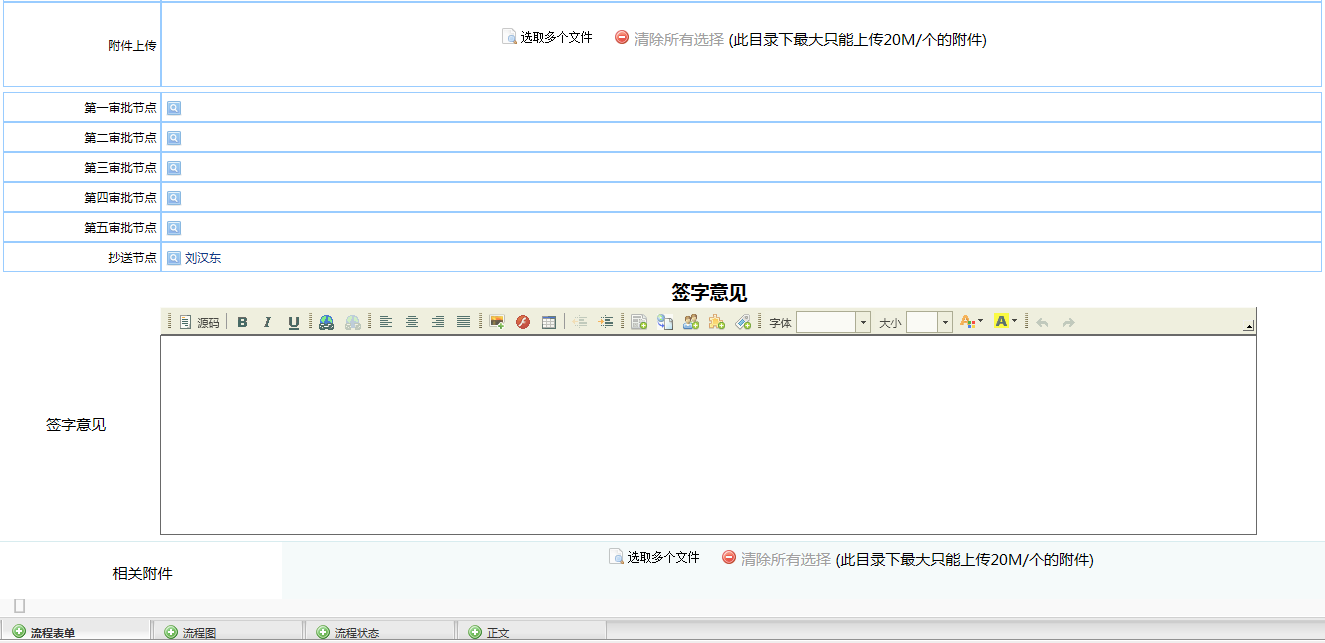 附件上传 选取多个文件 清除所有选择 (此目录下最大只能上传20M/个的附件)
第一审批节点
第二审批节点
第三审批节点
第四审批节点
第五审批节点
抄送节点 刘汉东
签字意见
源码 B I U 字体 大小 A A
签字意见
选取多个文件 清除所有选择 (此目录下最大只能上传20M/个的附件)
相关附件
流程表单 流程图 流程状态 正文